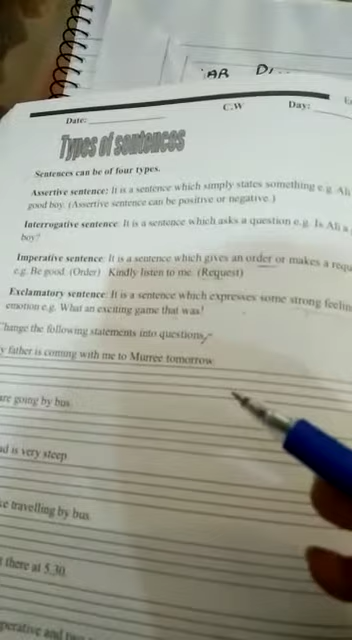 AR
Date:
C.W
Day:
Types of sentences
Sentences can be of four types.
Assertive sentence: It is a sentence which simply states something e.g. Ali
good boy. (Assertive sentence can be positive or negative.)
Interrogative sentence: It is a sentence which asks a question e.g. Is Ali a
boy?
Imperative sentence: It is a sentence which gives an order or makes a
e.g. Be good. (Order) Kindly listen to me. (Request)
Exclamatory sentence: It is a sentence which expresses some strong
emotion e.g. What an exciting game that was!
Change the following statements into questions.
father is coming with me to Murree tomorrow
are going by bus.
is very steep
travelling by bus.
there at 5.30.